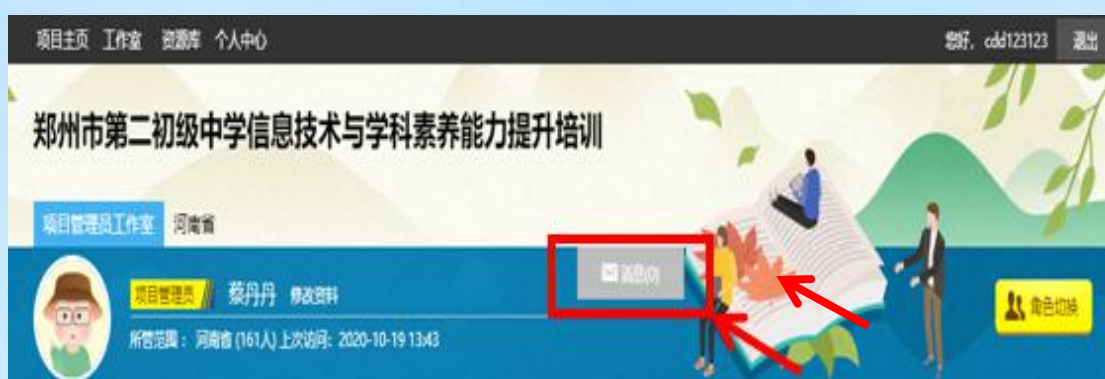 项目主页 工作室 资源库 个人中心
您好，cdd123123 退出
郑州市第二初级中学信息技术与学科素养能力提升培训
项目管理员工作室 河南省
消息(0)
项目管理员 蔡丹丹 修改资料
角色切换
所管范围： 河南省 (161人) 上次访问：2020-10-19 13:43